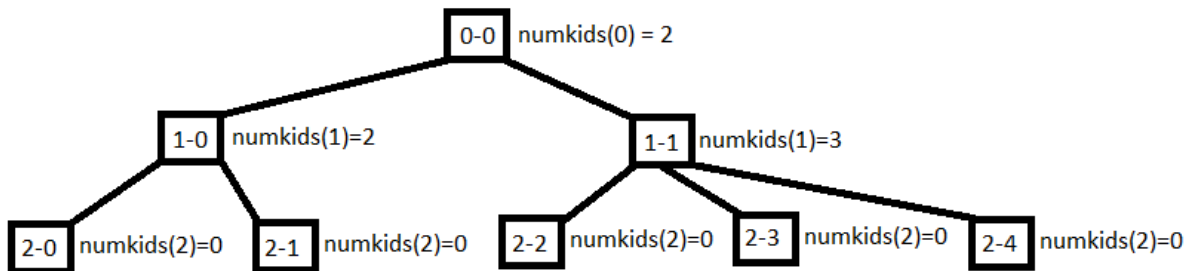 0-0 numkids(0) = 2
1-0 numkids(1)=2 1-1 numkids(1)=3
2-0 numkids(2)=0 2-1 numkids(2)=0 2-2 numkids(2)=0 2-3 numkids(2)=0 2-4 numkids(2)=0